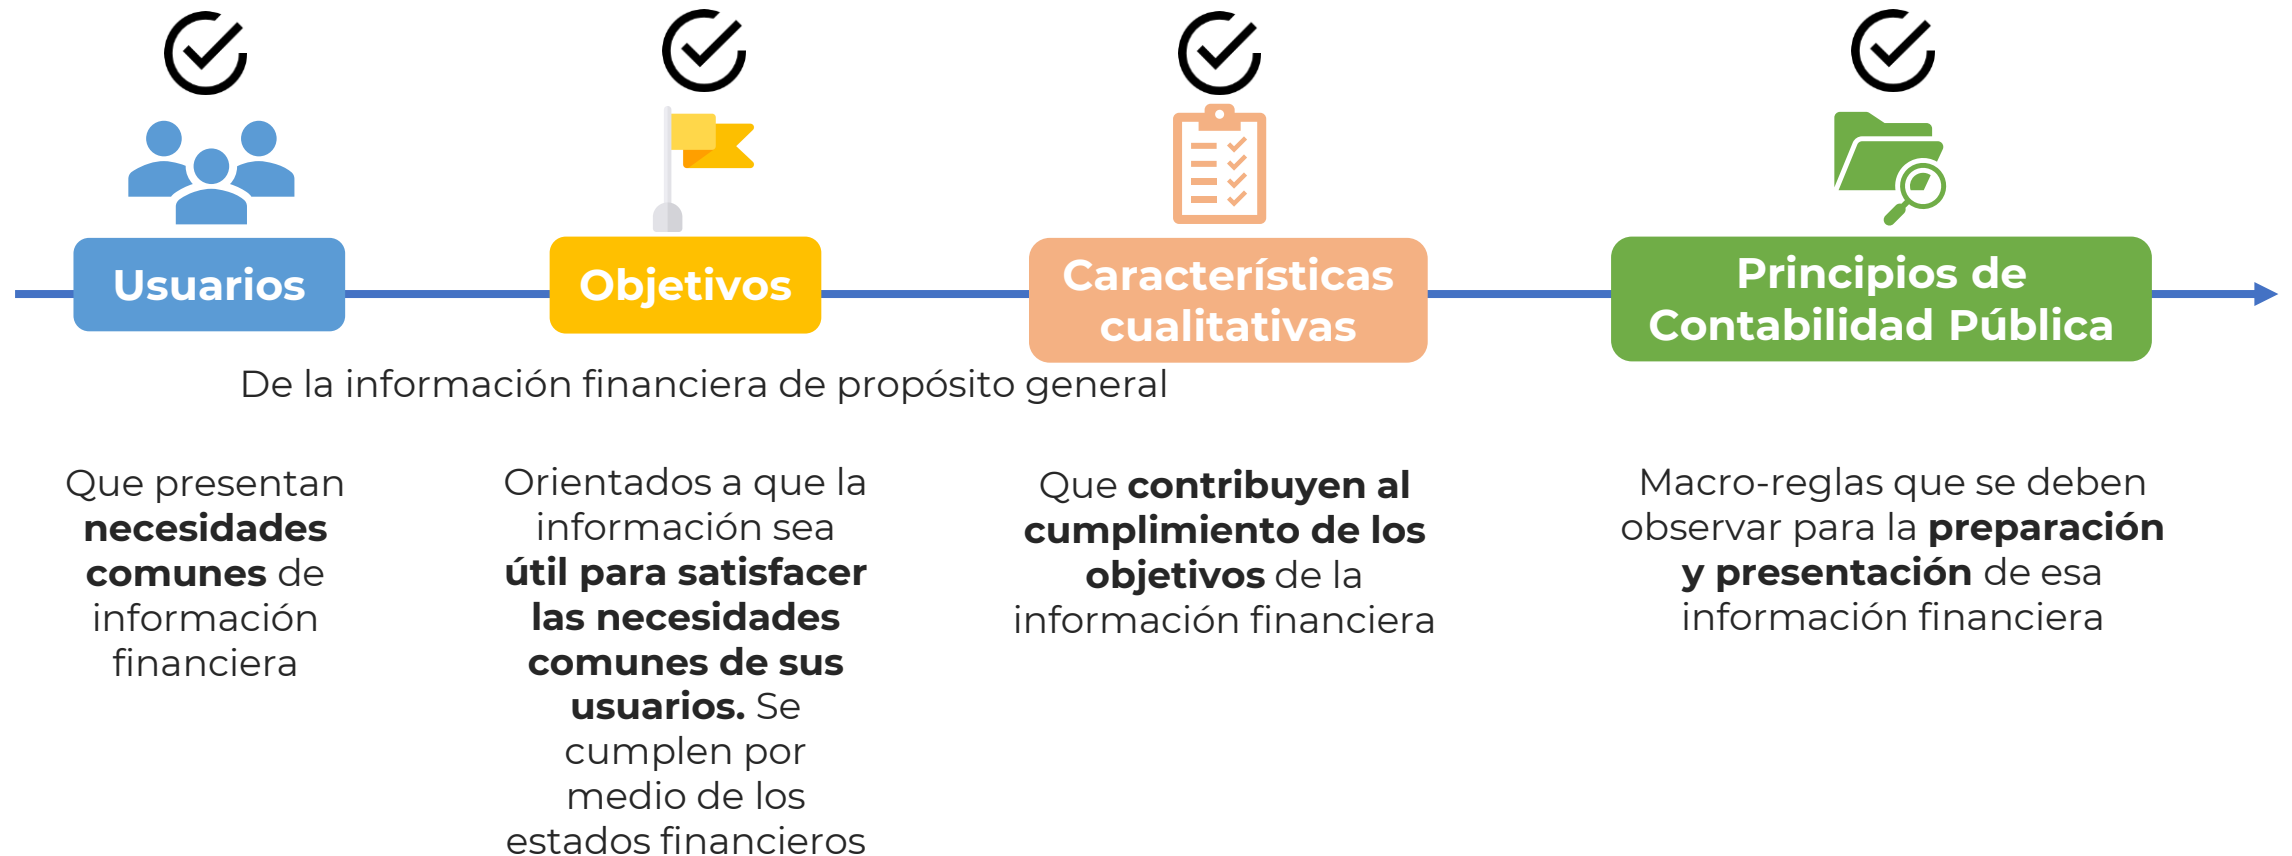 Usuarios
Objetivos
Características
cualitativas
Principios de
Contabilidad Pública
De la información financiera de propósito general
Que presentan
necesidades
comunes de
información
financiera
Orientados a que la
información sea
útil para satisfacer
las necesidades
comunes de sus
usuarios. Se
cumplen por
medio de los
estados financieros
Que contribuyen al
cumplimiento de los
objetivos de la
información financiera
Macro-reglas que se deben
observar para la preparación
y presentación de esa
información financiera